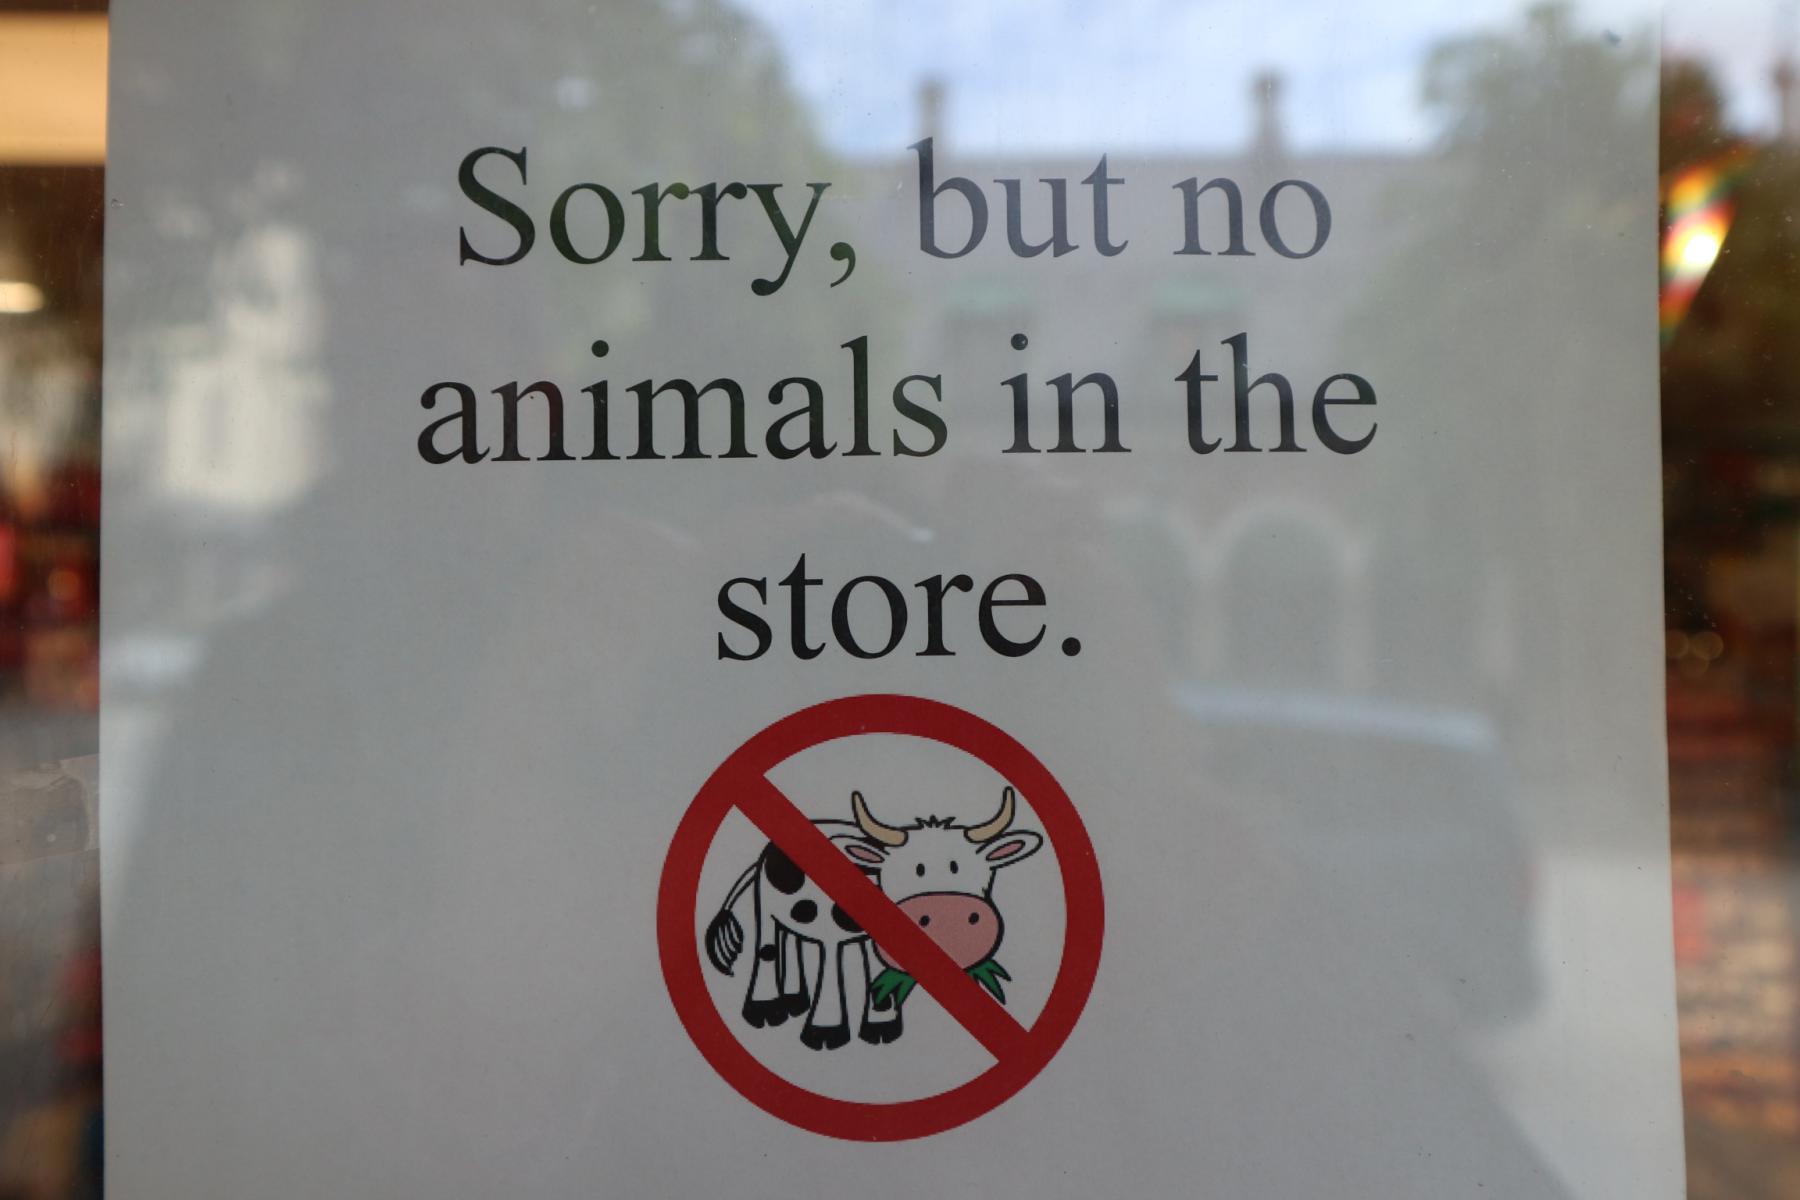 Sorry, but no
animals in the
store.